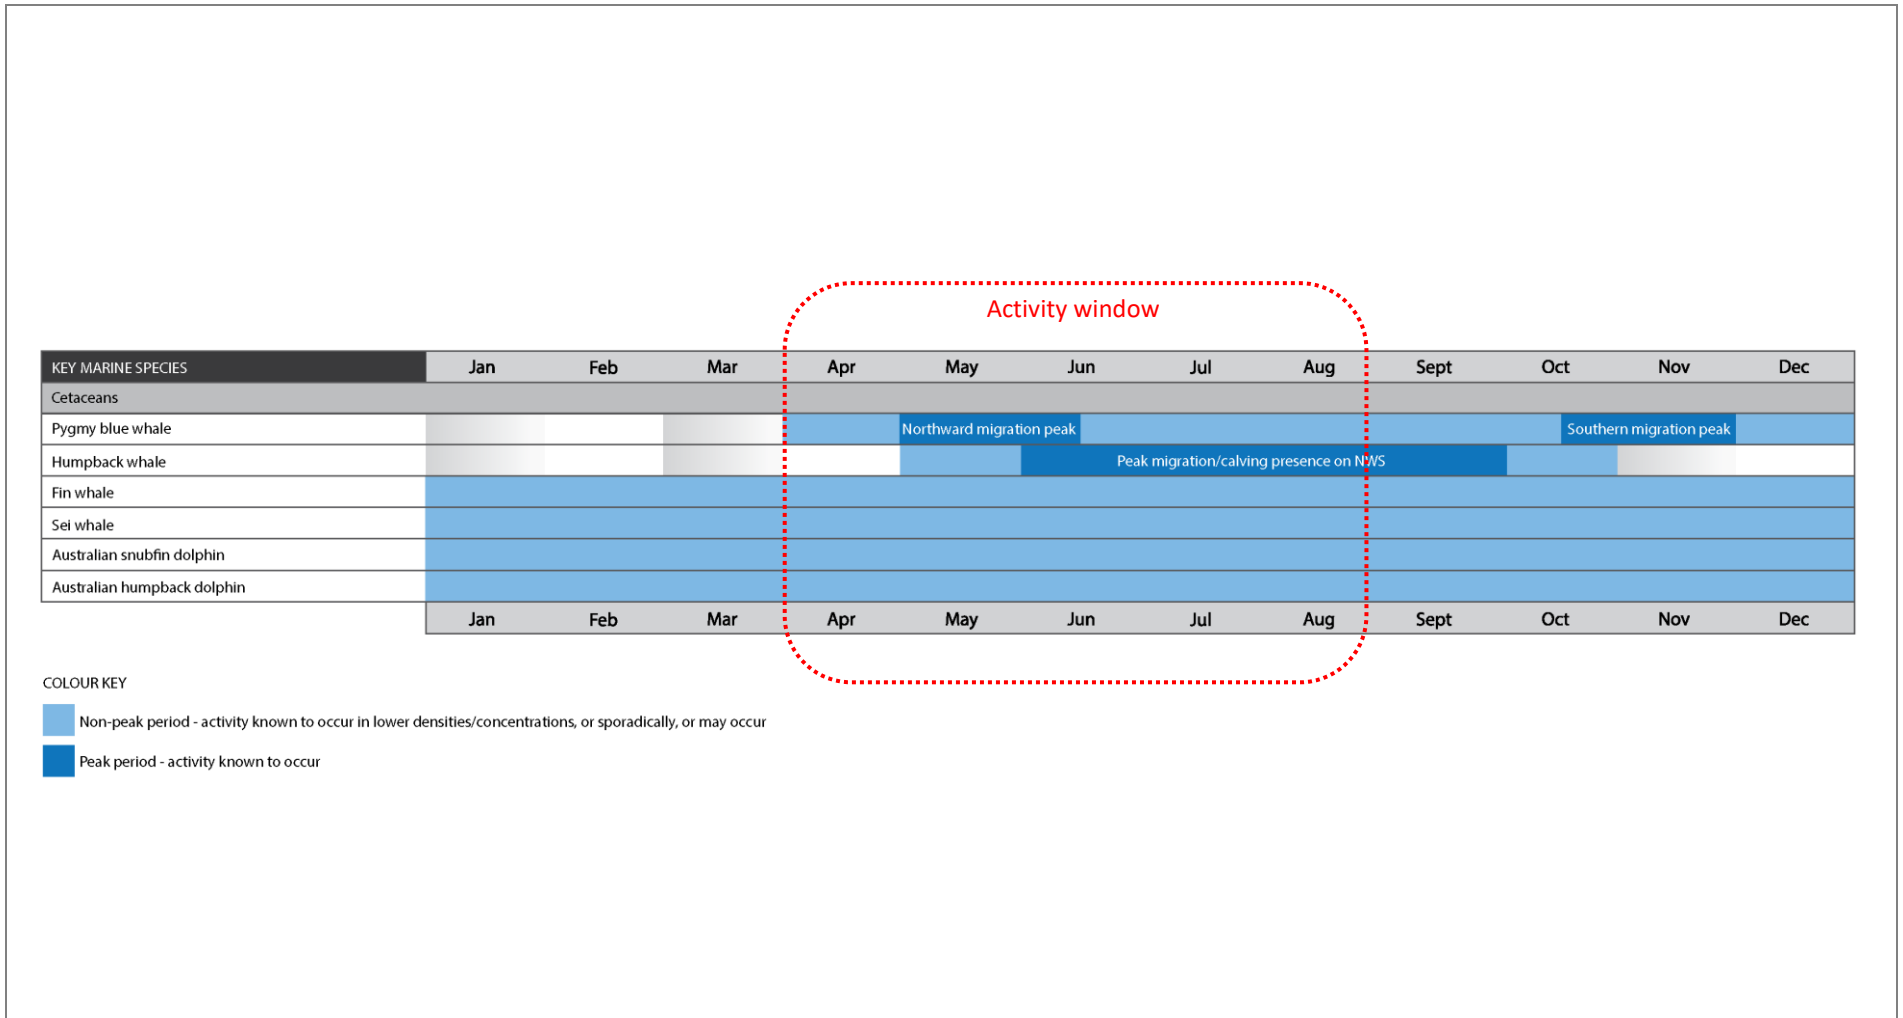 Activity window
KEY MARINE SPECIES Jan Feb Mar Apr May Jun Jul Aug Sept Oct Nov Dec
Cetaceans
Pygmy blue whale Northward migration peak Southern migration peak
Humpback whale Peak migration/calving presence on NWS
Fin whale
Sei whale
Australian snubfin dolphin
Australian humpback dolphin
Jan Feb Mar Apr May Jun Jul Aug Sept Oct Nov Dec
COLOUR KEY
Non-peak period - activity known to occur in lower densities/concentrations, or sporadically, or may occur
Peak period - activity known to occur